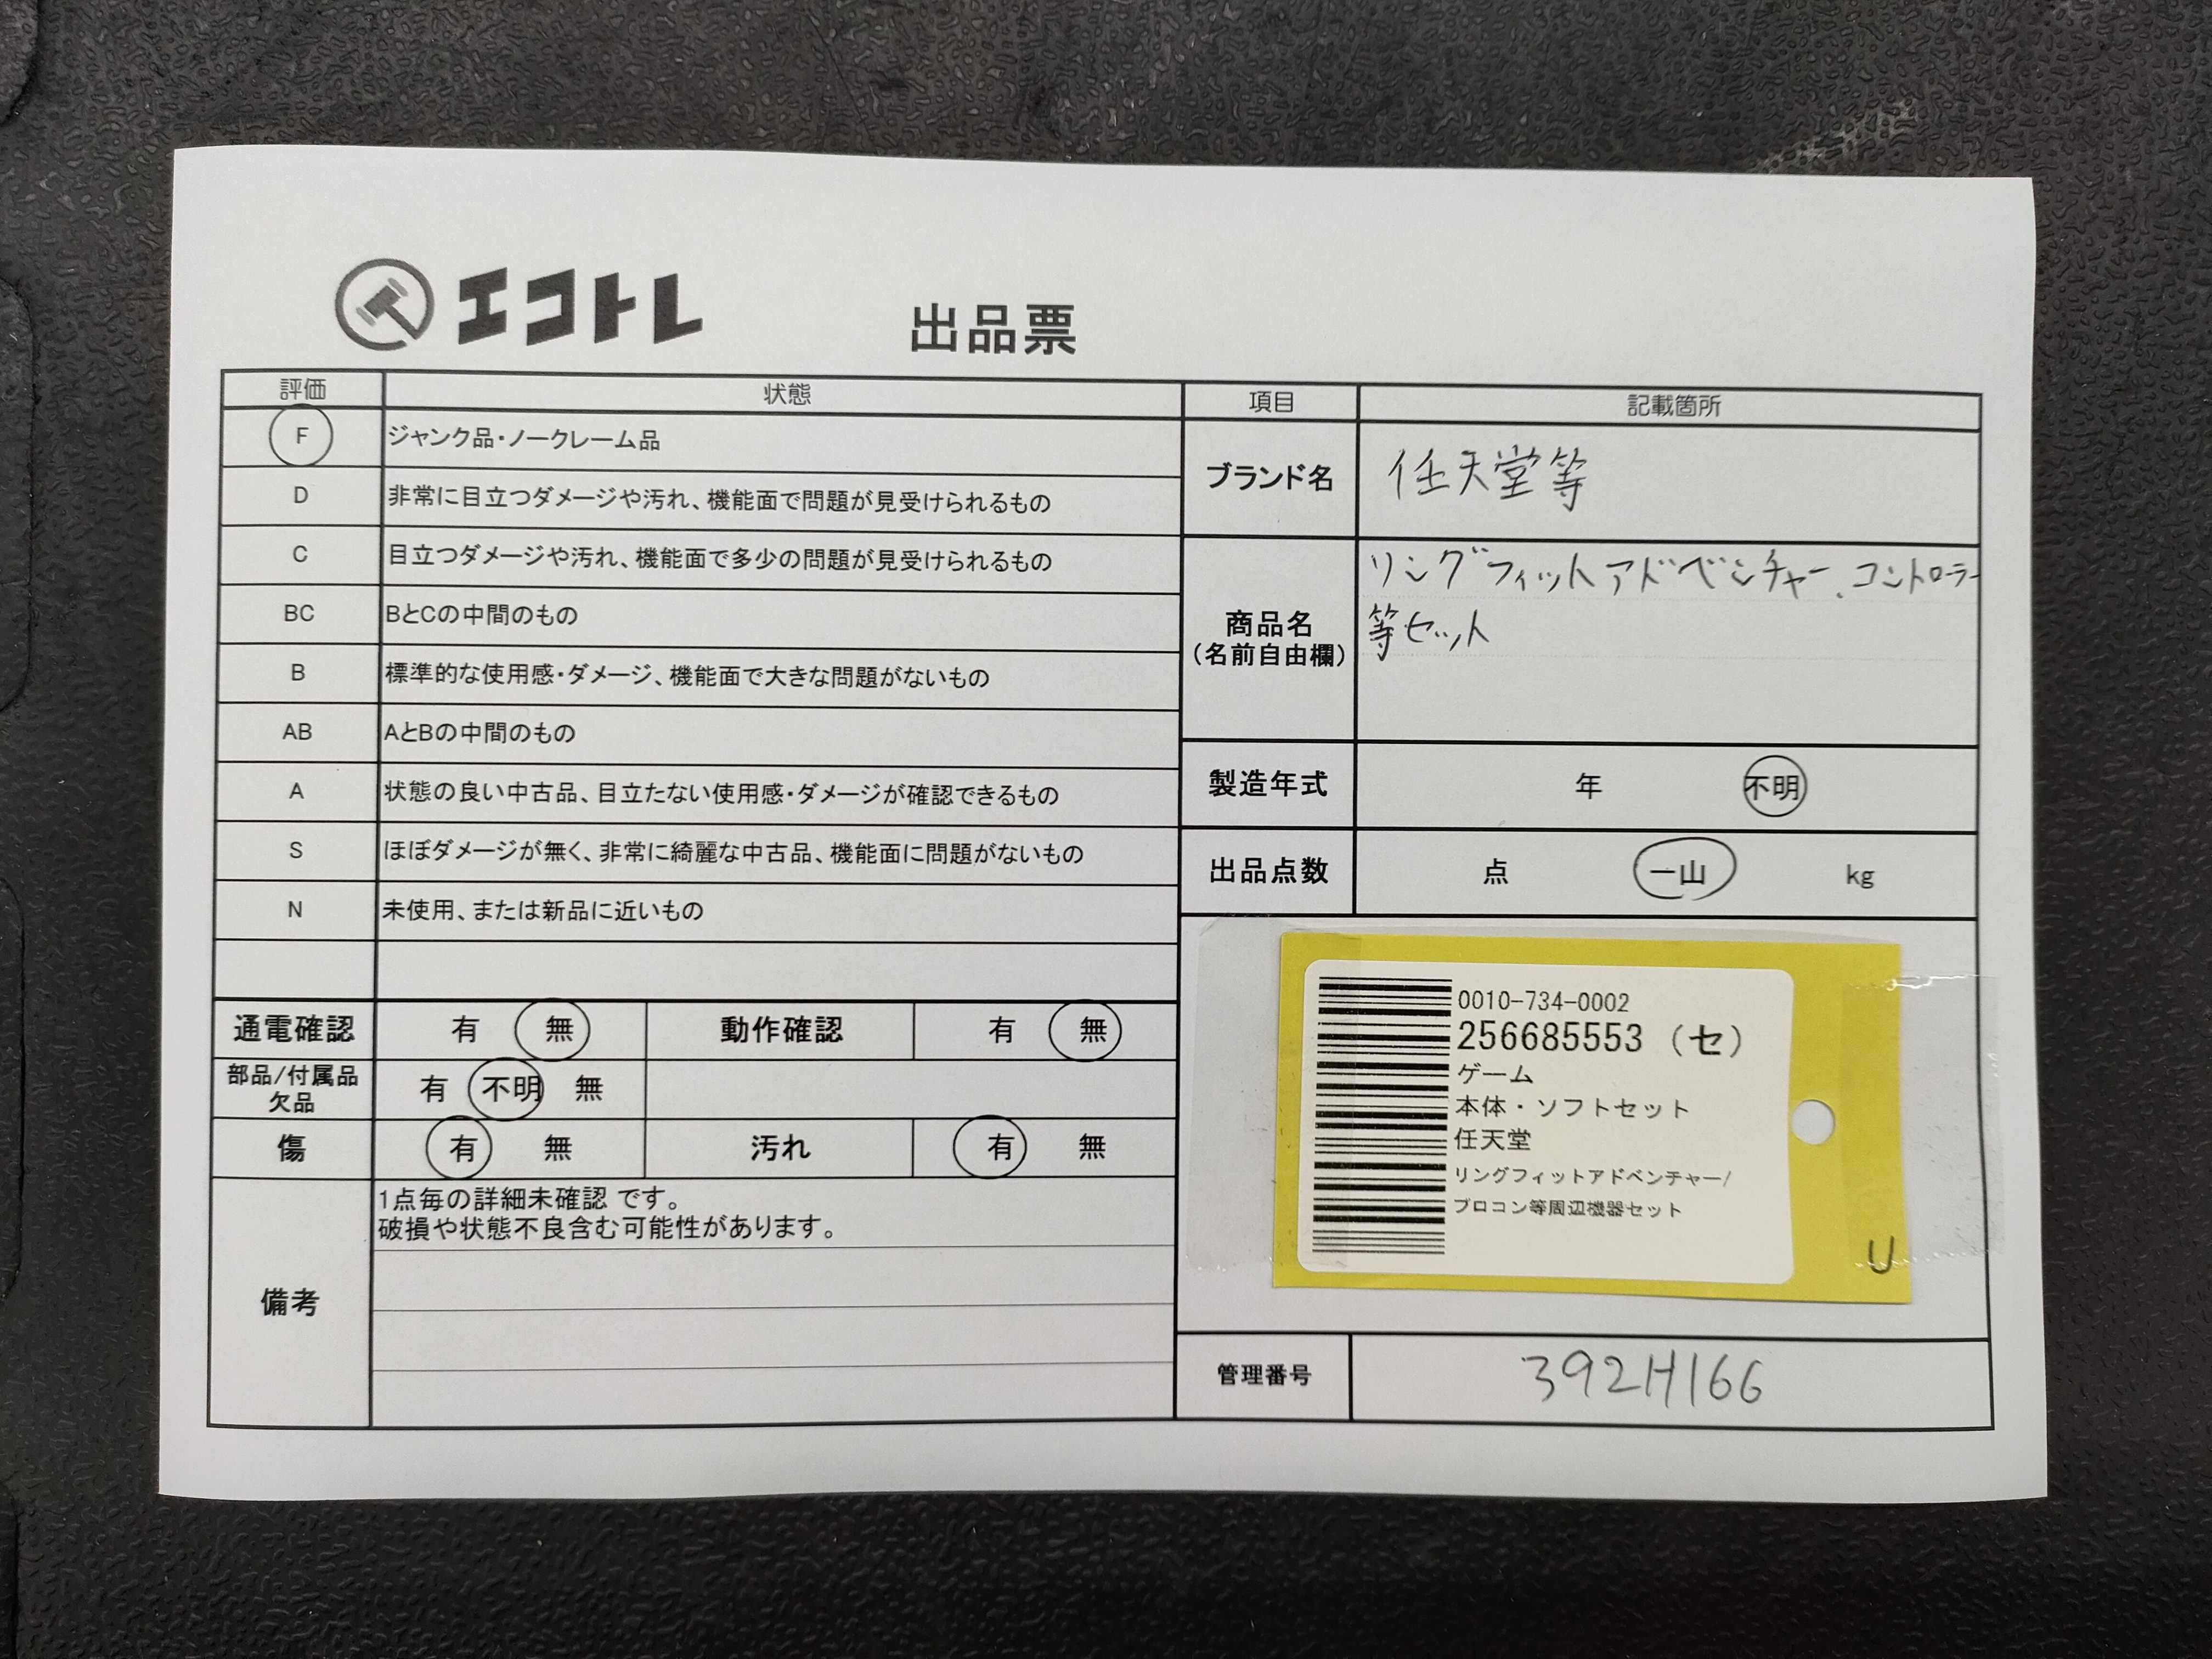 エコトレ
出品票
評価 状態
F ジャンク品・ノークレーム品
D 非常に目立つダメージや汚れ、機能面で問題が見受けられるもの
C 目立つダメージや汚れ、機能面で多少の問題が見受けられるもの
BC BとCの中間のもの
B 標準的な使用感・ダメージ、機能面で大きな問題がないもの
AB AとBの中間のもの
A 状態の良い中古品、目立たない使用感・ダメージが確認できるもの
S ほぼダメージが無く、非常に綺麗な中古品、機能面に問題がないもの
N 未使用、または新品に近いもの
通電確認 有 無 動作確認 有 無
部品/付属品
欠品
有 不明 無
傷 有 無 汚れ 有 無
備考
1点毎の詳細未確認 です。
破損や状態不良含む可能性があります。
項目 記載箇所
ブランド名 任天堂等
商品名
(名前自由欄)
リングフィットアドベンチャー、コントローラー
等セット
製造年式 年 不明
出品点数 点 一山 kg
0010-734-0002
256685553 (セ)
ゲーム
本体・ソフトセット
任天堂
リングフィットアドベンチャー/
プロコン等周辺機器セット
U
管理番号 392H166